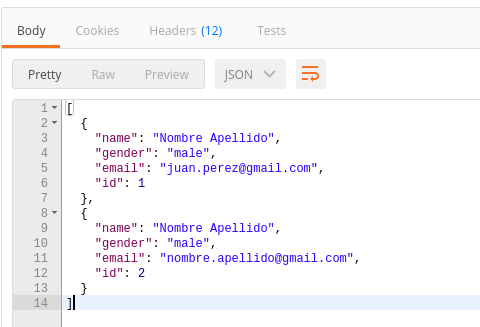 Body Cookies Headers (12) Tests
Pretty Raw Preview JSON
1 [
2 {
3 "name": "Nombre Apellido",
4 "gender": "male",
5 "email": "juan.perez@gmail.com",
6 "id": 1
7 },
8 {
9 "name": "Nombre Apellido",
10 "gender": "male",
11 "email": "nombre.apellido@gmail.com",
12 "id": 2
13 }
14 ]